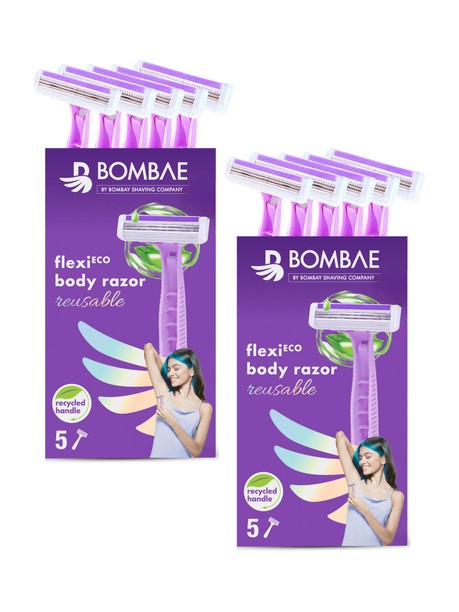 BOMBAE
BY BOMBAY SHAVING COMPANY
flexiECO
body razor
reusable
recycled
handle
5
BOMBAE
BY BOMBAY SHAVING COMPANY
flexiECO
body razor
reusable
recycled
handle
5